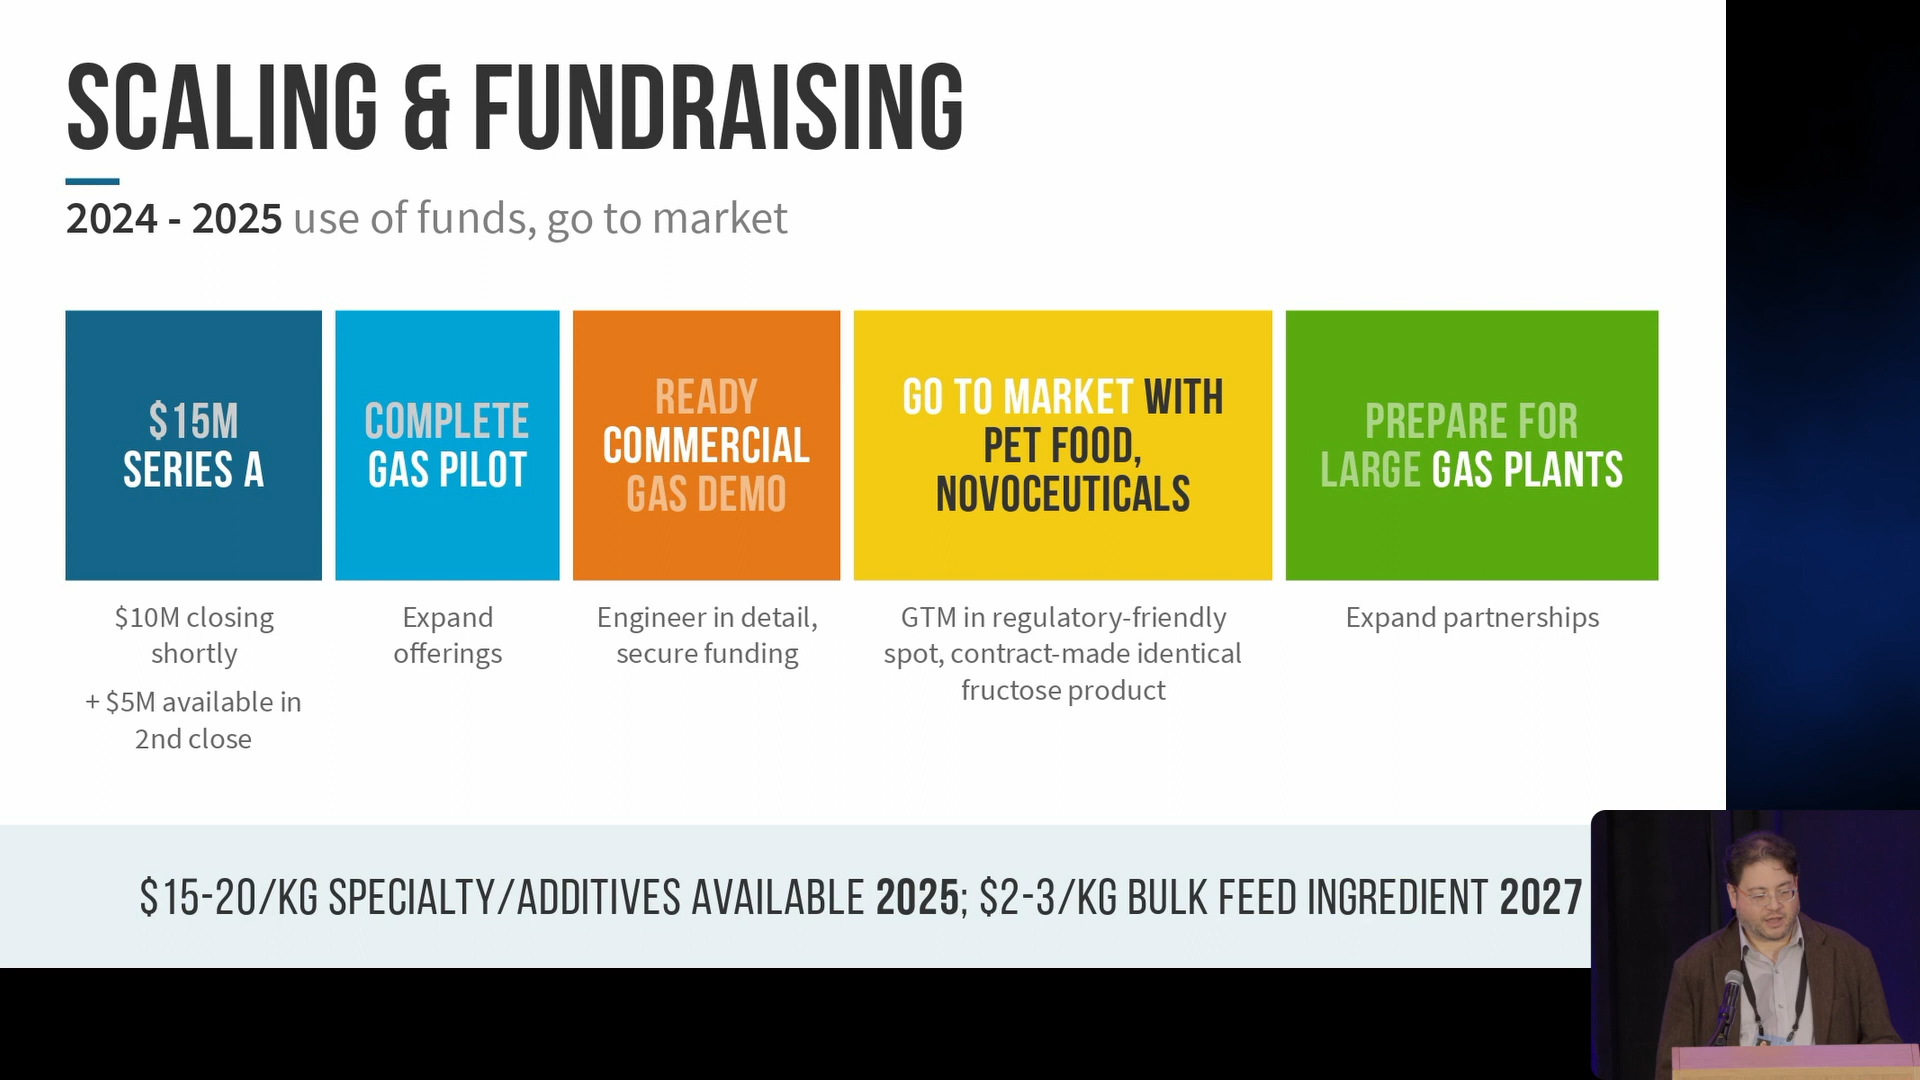 SCALING & FUNDRAISING
2024 - 2025 use of funds, go to market
$15M
SERIES A
COMPLETE
GAS PILOT
READY
COMMERCIAL
GAS DEMO
GO TO MARKET WITH
PET FOOD,
NOVOCEUTICALS
PREPARE FOR
LARGE GAS PLANTS
$10M closing
shortly
+ $5M available in
2nd close
Expand
offerings
Engineer in detail,
secure funding
GTM in regulatory-friendly
spot, contract-made identical
fructose product
Expand partnerships
$15-20/KG SPECIALTY/ADDITIVES AVAILABLE 2025; $2-3/KG BULK FEED INGREDIENT 2027